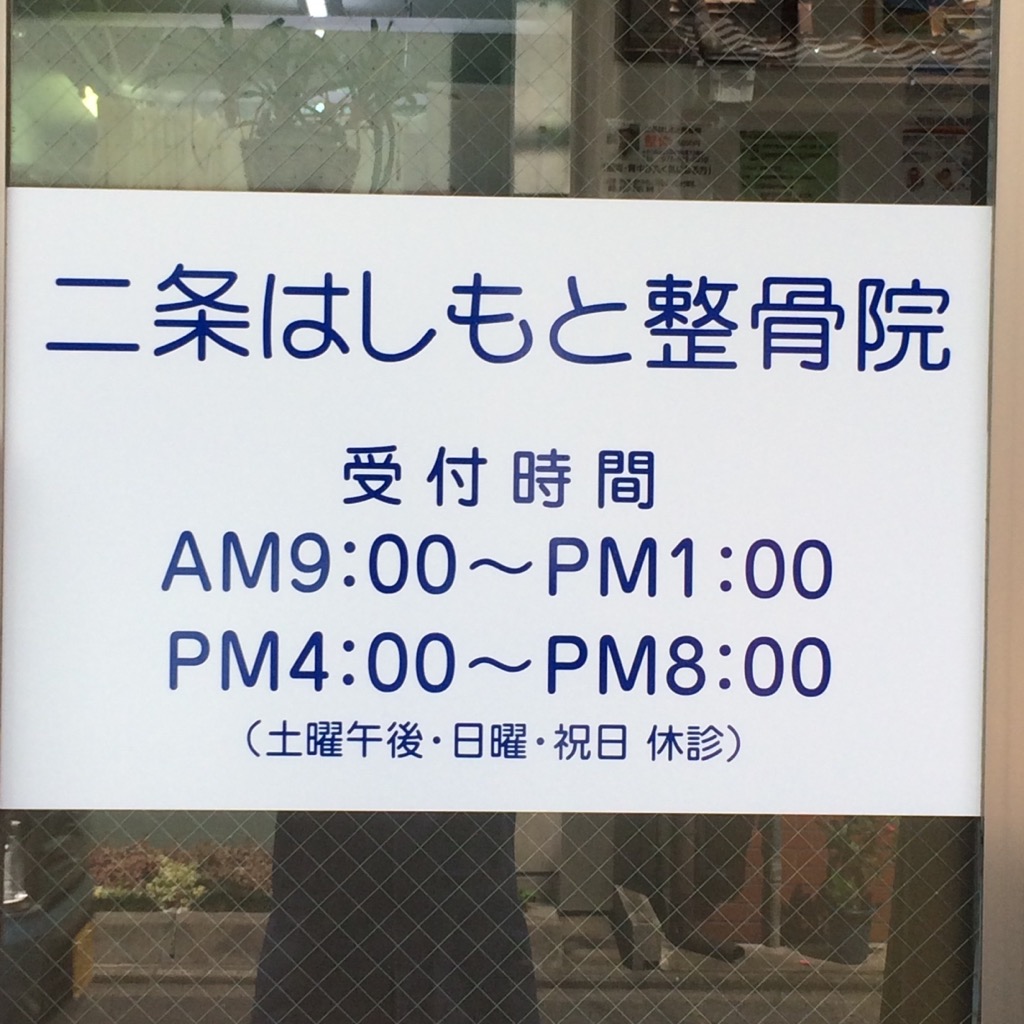 二条はしもと整骨院
受付時間
AM9:00～PM1:00
PM4:00～PM8:00
（土曜午後・日曜・祝日 休診）